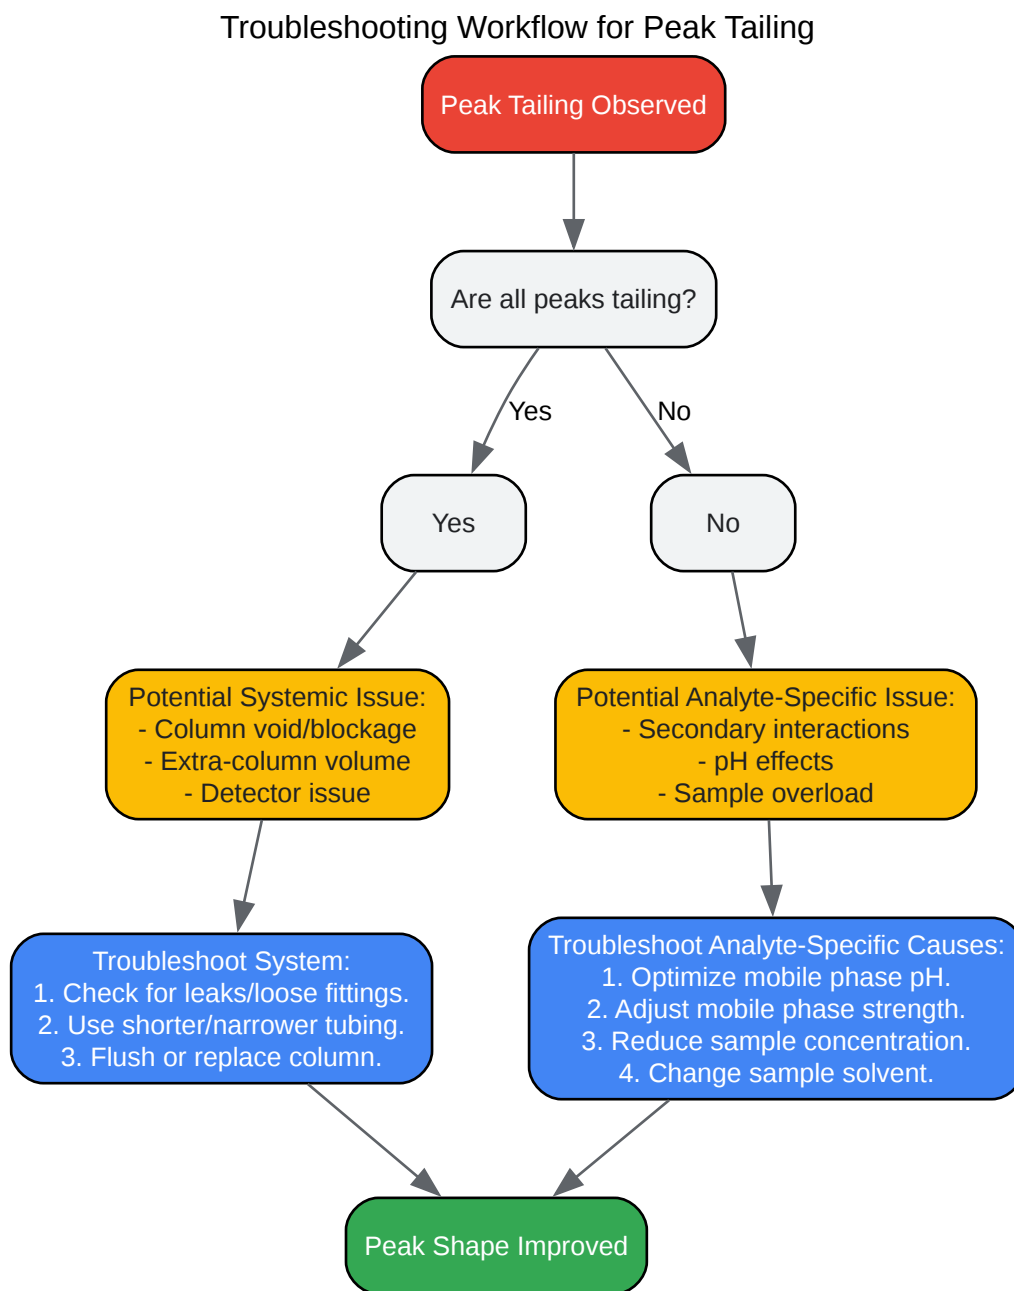 Troubleshooting Workflow for Peak Tailing
Peak Tailing Observed
Are all peaks tailing?
Yes
No
Yes
No
Potential Systemic Issue:
- Column void/blockage
- Extra-column volume
- Detector issue
Potential Analyte-Specific Issue:
- Secondary interactions
- pH effects
- Sample overload
Troubleshoot System:
1. Check for leaks/loose fittings.
2. Use shorter/narrower tubing.
3. Flush or replace column.
Troubleshoot Analyte-Specific Causes:
1. Optimize mobile phase pH.
2. Adjust mobile phase strength.
3. Reduce sample concentration.
4. Change sample solvent.
Peak Shape Improved